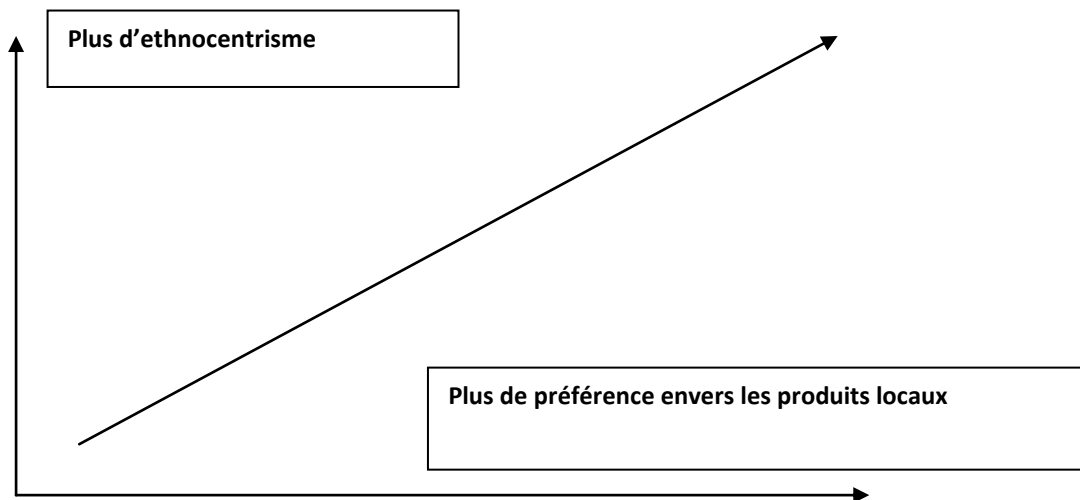 Plus d’ethnocentrisme
Plus de préférence envers les produits locaux